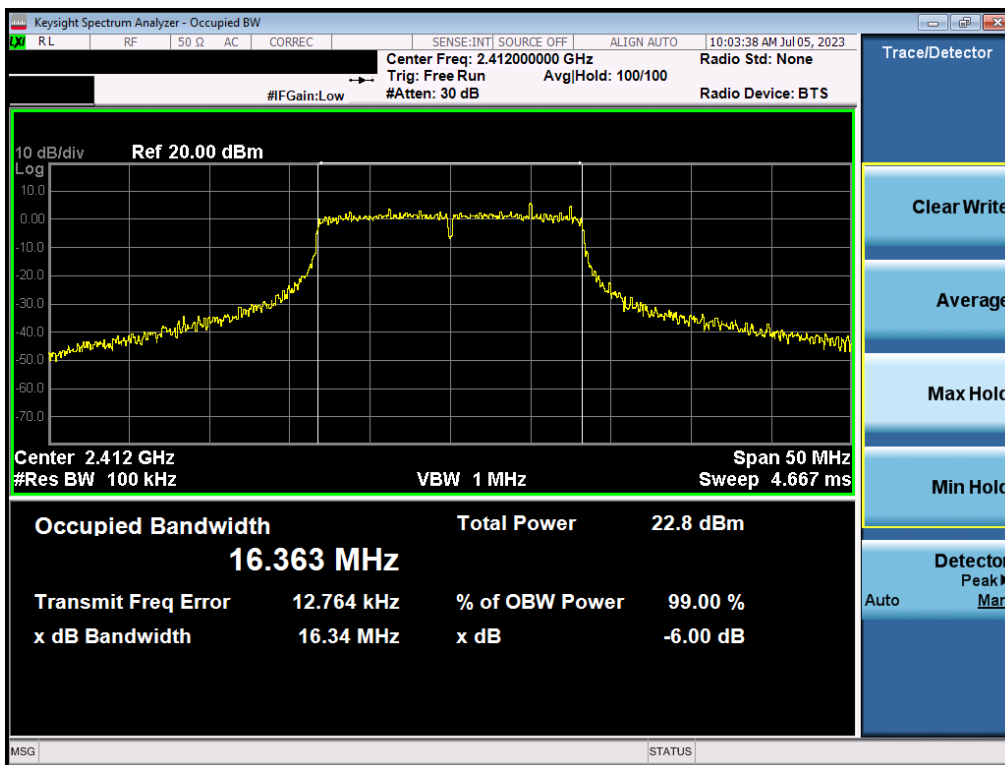 Keysight Spectrum Analyzer - Occupied BW
LXI RL RF 50 Ω AC CORREC SENSE:INT SOURCE OFF ALIGN AUTO 10:03:38 AM Jul 05, 2023
Center Freq: 2.412000000 GHz Radio Std: None
Trig: Free Run Avg|Hold: 100/100
#IFGain:Low #Atten: 30 dB Radio Device: BTS
Trace/Detector
10 dB/div Ref 20.00 dBm
Log
10.0
0.00
-10.0
-20.0
-30.0
-40.0
-50.0
-60.0
-70.0
Center 2.412 GHz Span 50 MHz
#Res BW 100 kHz VBW 1 MHz Sweep 4.667 ms
Occupied Bandwidth Total Power 22.8 dBm
16.363 MHz
Transmit Freq Error 12.764 kHz % of OBW Power 99.00 %
x dB Bandwidth 16.34 MHz x dB -6.00 dB
Clear Write
Average
Max Hold
Min Hold
Detector
Peak
Auto Man
MSG STATUS